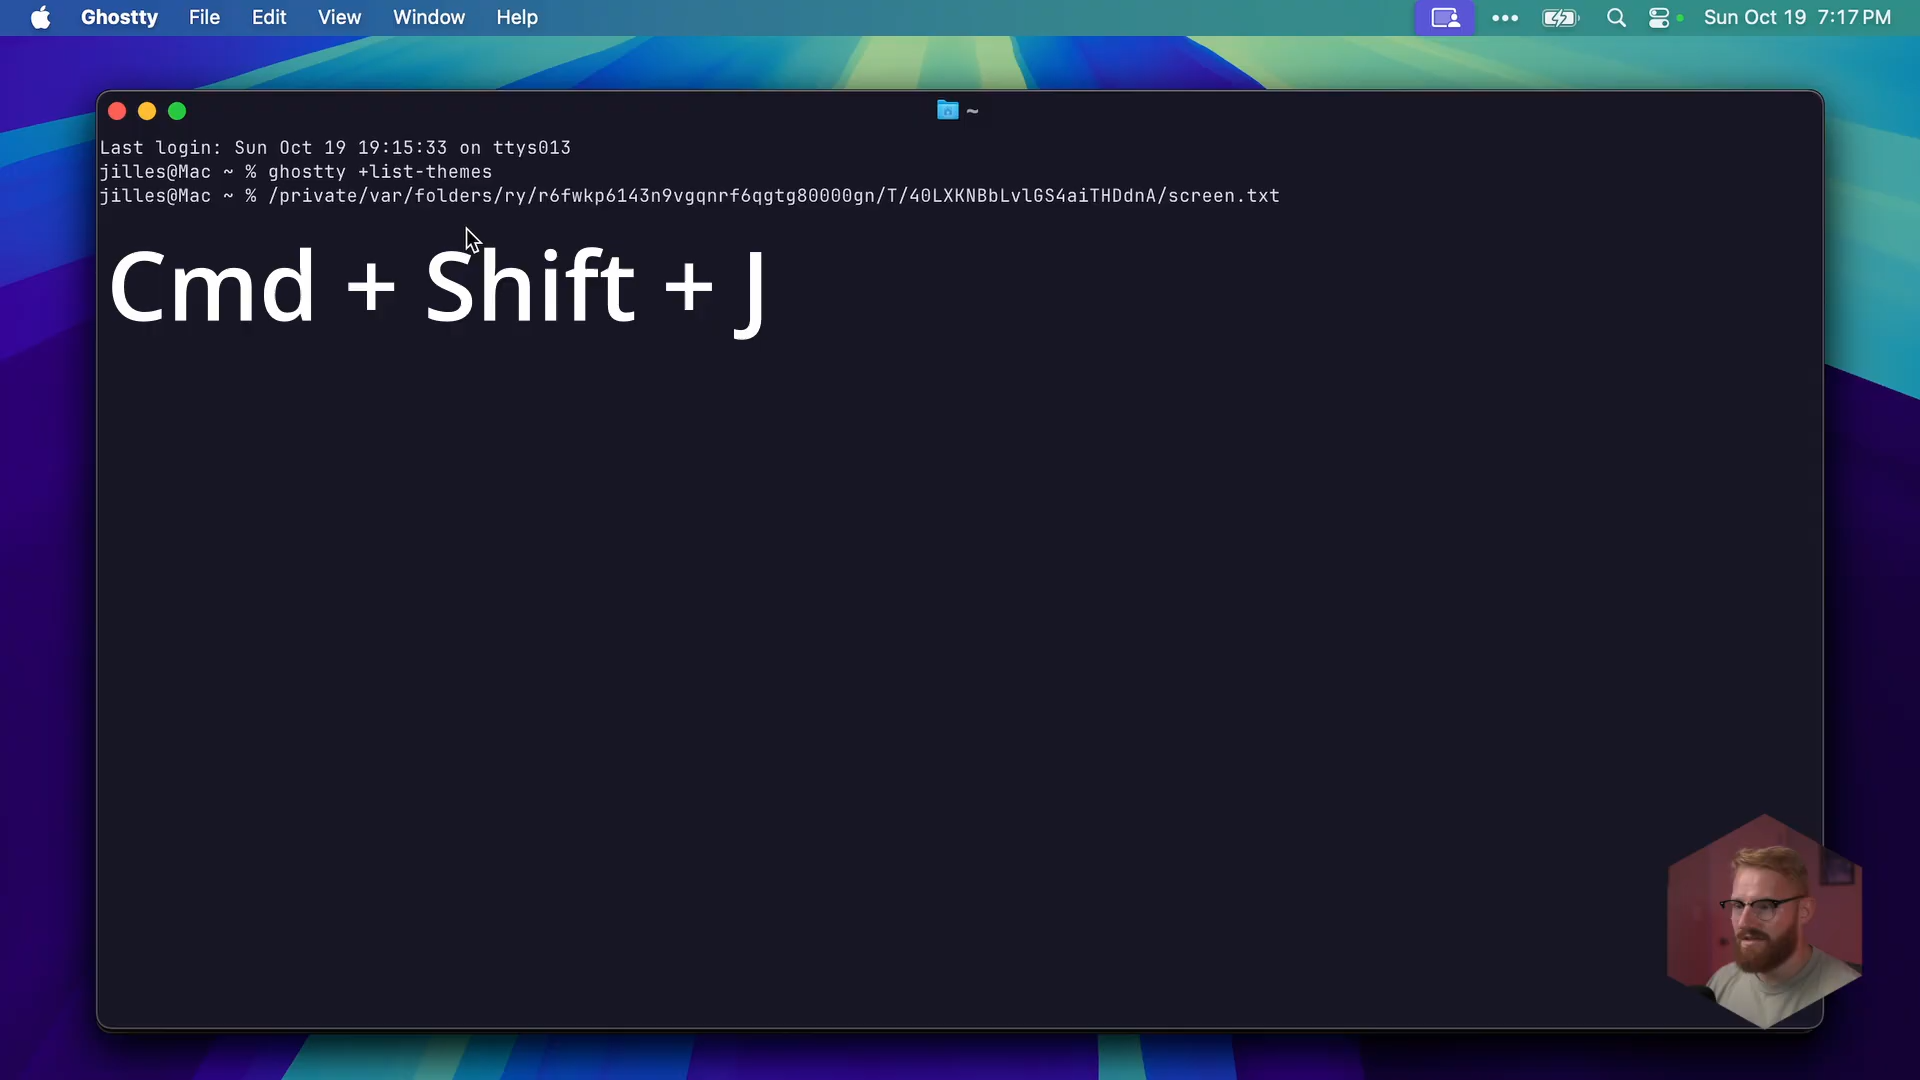 Ghostty File Edit View Window Help
Sun Oct 19 7:17 PM
~
Last login: Sun Oct 19 19:15:33 on ttys013
jilles@Mac ~ % ghostty +list-themes
jilles@Mac ~ % /private/var/folders/ry/r6fwkp6143n9vgqnrf6qgtg80000gn/T/40LXKNBbLvlGS4aiTHDdnA/screen.txt
Cmd + Shift + J